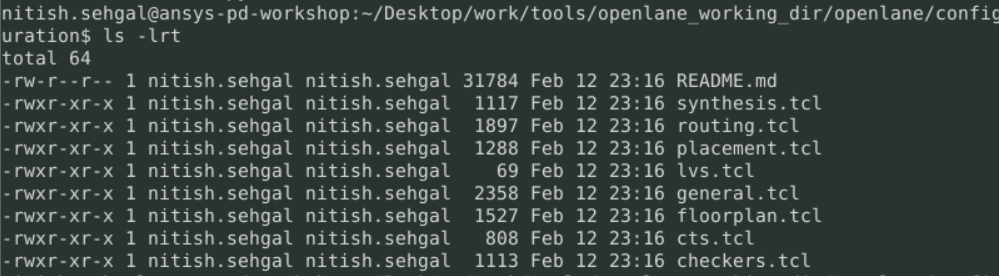 nitish.sehgal@ansys-pd-workshop:~/Desktop/work/tools/openlane_working_dir/openlane/config
uration$ ls -lrt
total 64
-rw-r--r-- 1 nitish.sehgal nitish.sehgal 31784 Feb 12 23:16 README.md
-rwxr-xr-x 1 nitish.sehgal nitish.sehgal  1117 Feb 12 23:16 synthesis.tcl
-rwxr-xr-x 1 nitish.sehgal nitish.sehgal  1897 Feb 12 23:16 routing.tcl
-rwxr-xr-x 1 nitish.sehgal nitish.sehgal  1288 Feb 12 23:16 placement.tcl
-rwxr-xr-x 1 nitish.sehgal nitish.sehgal    69 Feb 12 23:16 lvs.tcl
-rwxr-xr-x 1 nitish.sehgal nitish.sehgal  2358 Feb 12 23:16 general.tcl
-rwxr-xr-x 1 nitish.sehgal nitish.sehgal  1527 Feb 12 23:16 floorplan.tcl
-rwxr-xr-x 1 nitish.sehgal nitish.sehgal   808 Feb 12 23:16 cts.tcl
-rwxr-xr-x 1 nitish.sehgal nitish.sehgal  1113 Feb 12 23:16 checkers.tcl